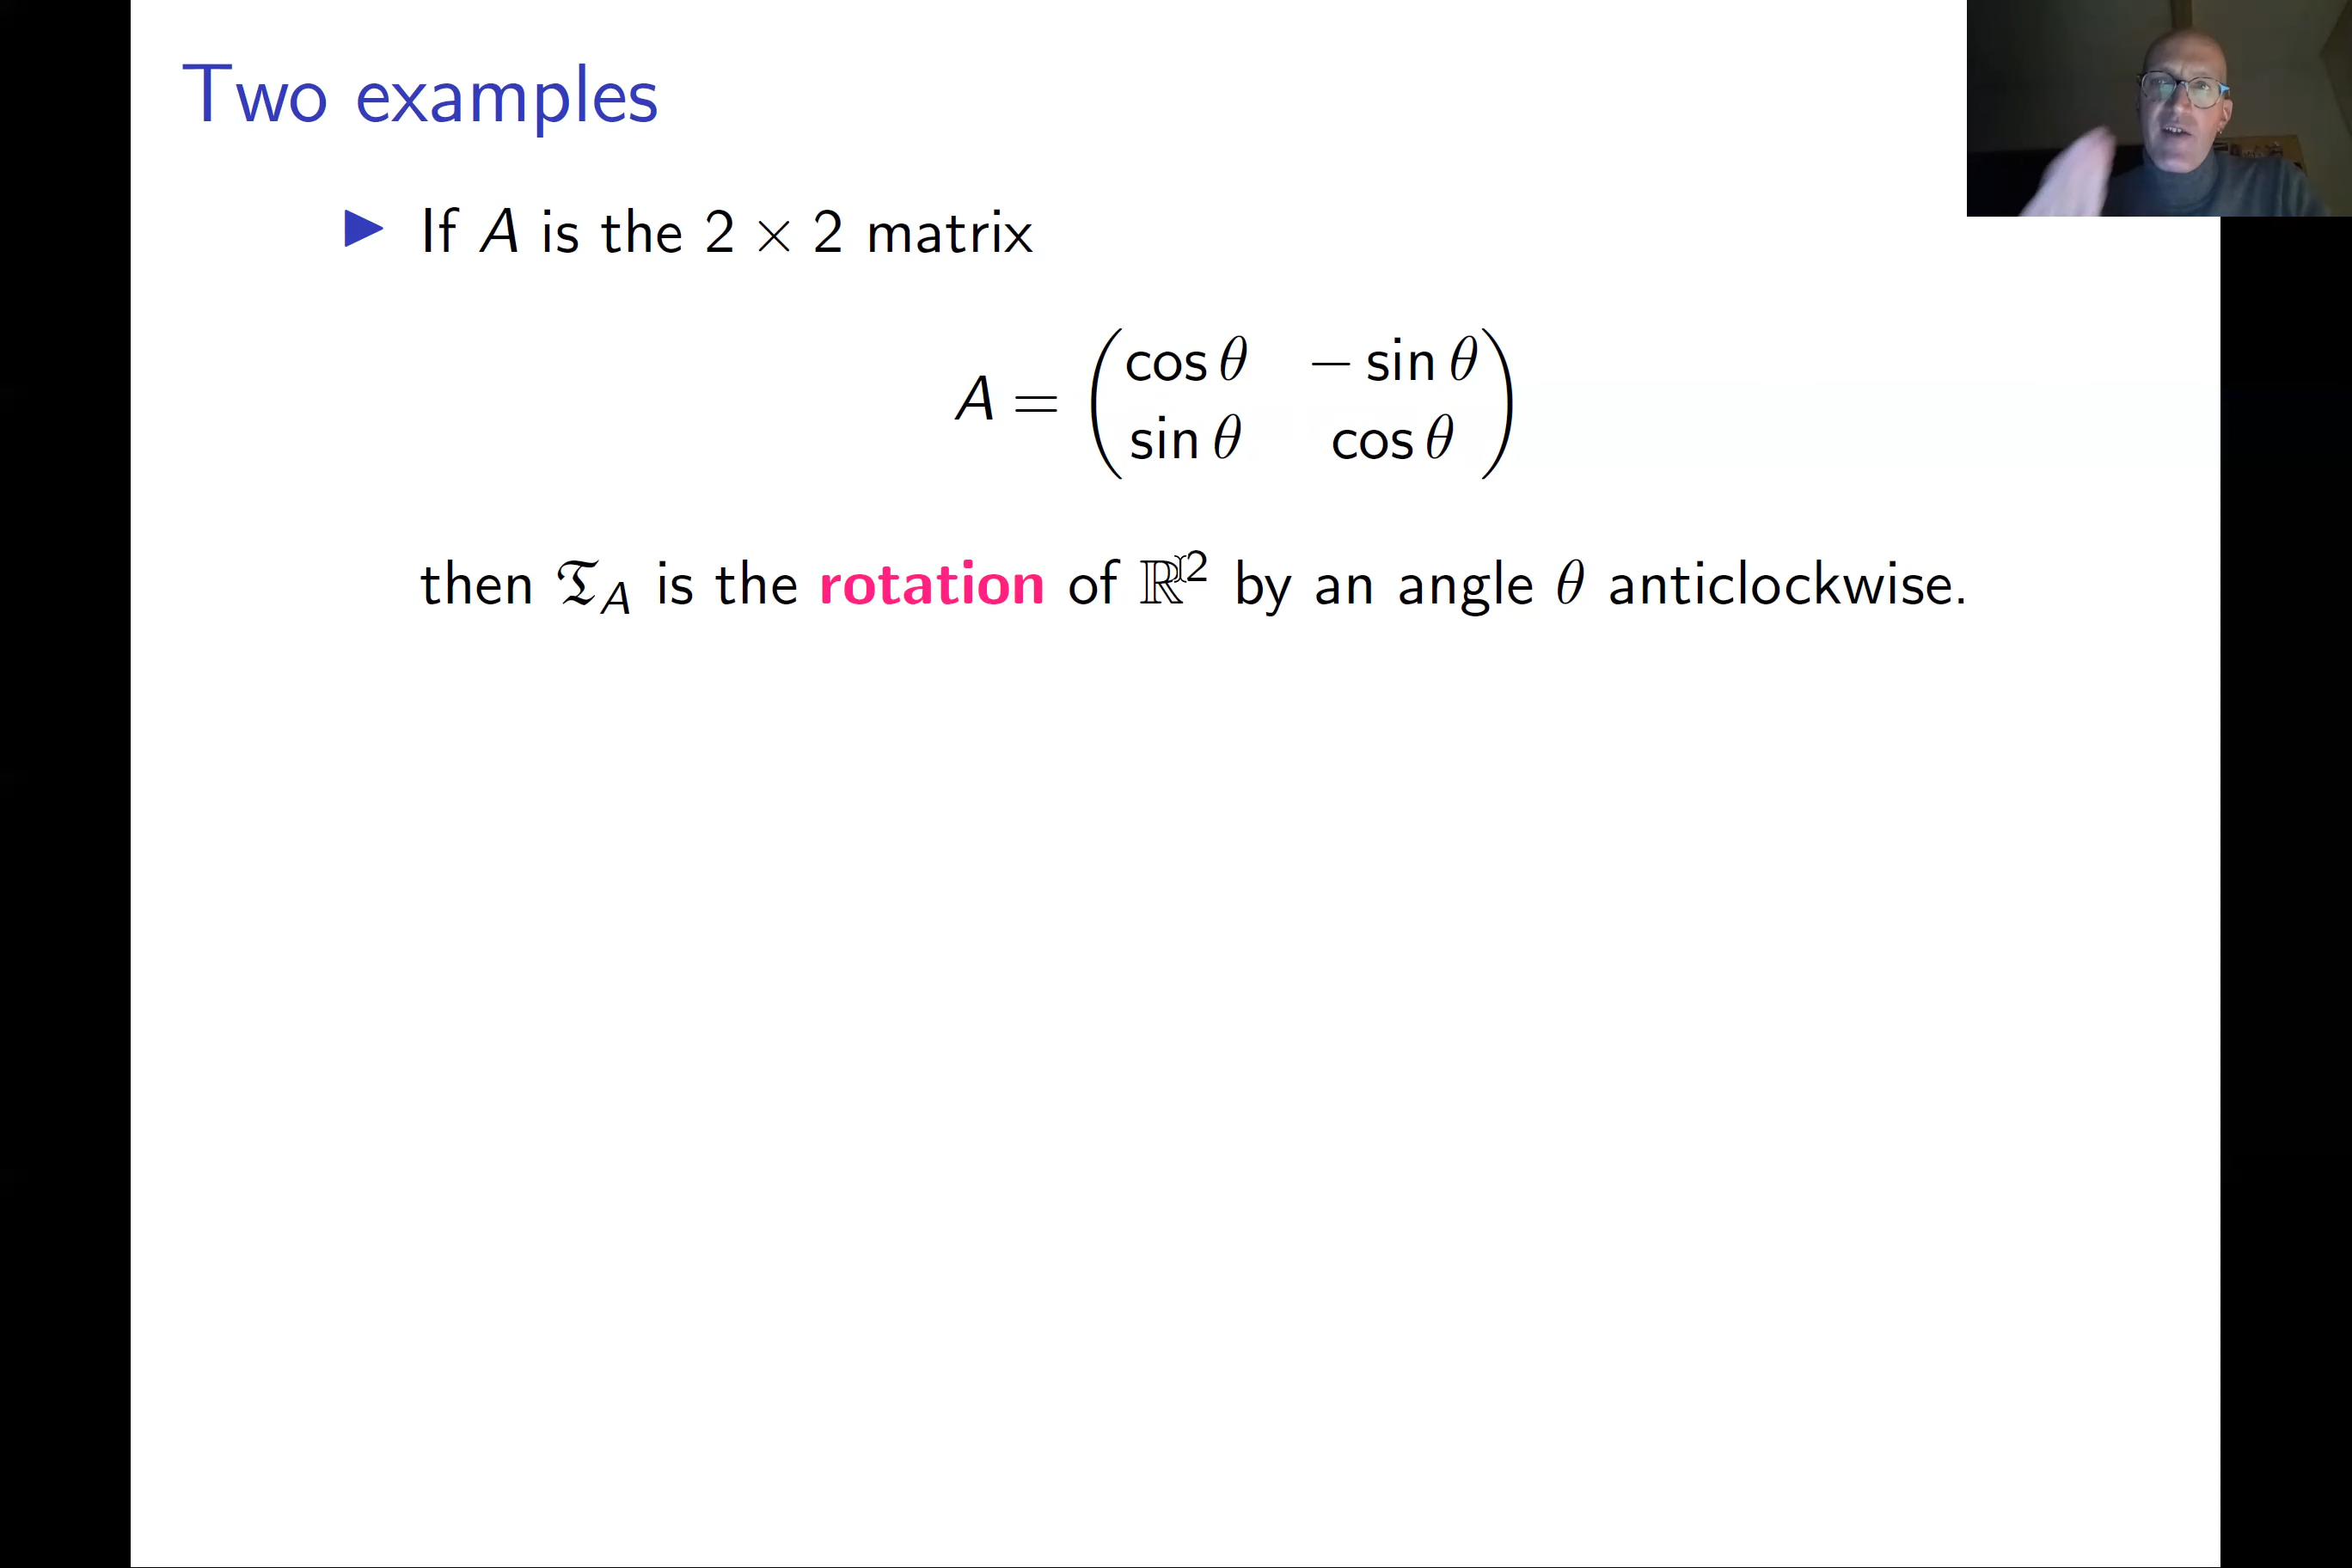 Two examples
▶ If A is the 2 × 2 matrix
A = ( cos θ   − sin θ
sin θ   cos θ )
then 𝔗_A is the rotation of ℝ² by an angle θ anticlockwise.